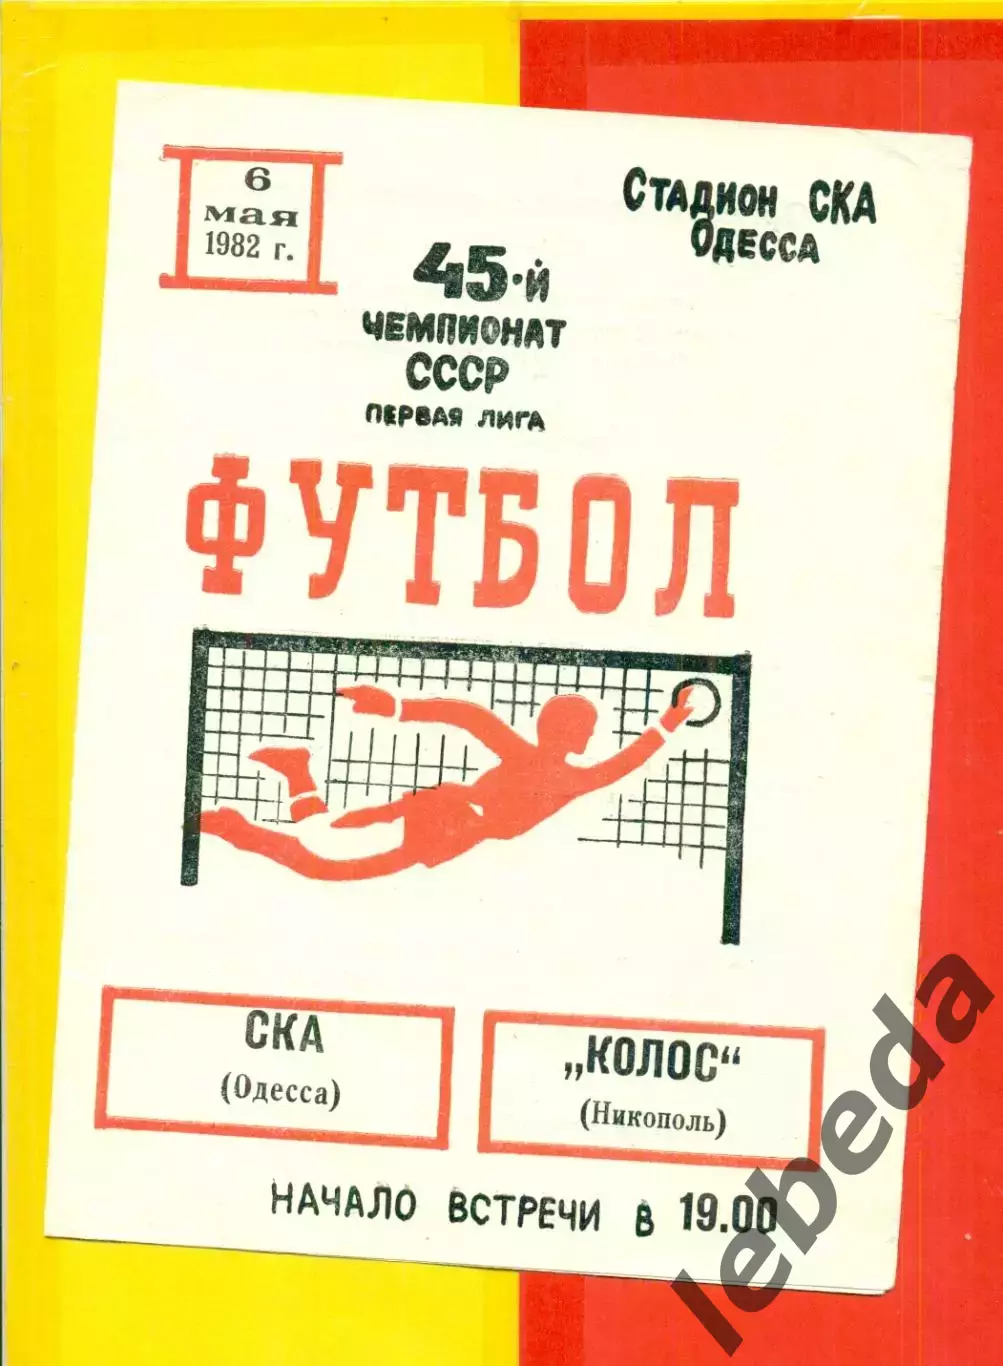 6
мая
1982 г.
Стадион СКА
Одесса
45-й
ЧЕМПИОНАТ
СССР
ПЕРВАЯ ЛИГА
ФУТБОЛ
СКА
(Одесса)
„КОЛОС“
(Никополь)
НАЧАЛО ВСТРЕЧИ В 19.00
lebeda